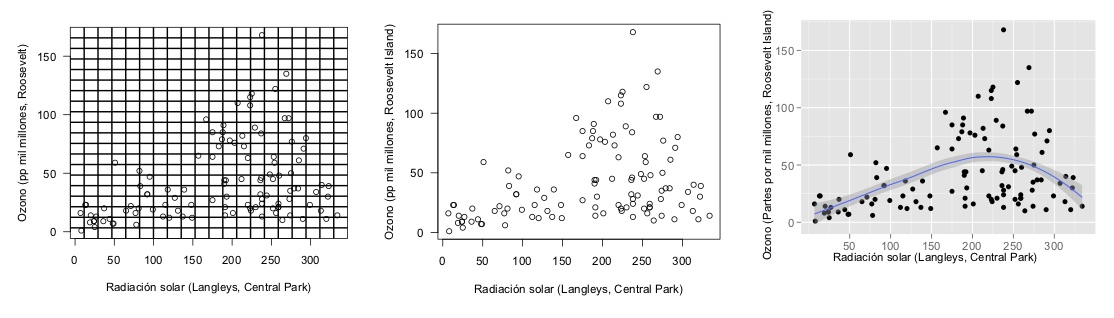 Ozono (pp mil millones, Roosevelt)
150
100
50
0
0 50 100 150 200 250 300
Radiación solar (Langleys, Central Park)
Ozono (pp mil millones, Roosevelt Island)
150
100
50
0
0 50 100 150 200 250 300
Radiación solar (Langleys, Central Park)
Ozono (Partes por mil millones, Roosevelt Island)
150
100
50
0
50 100 150 200 250 300
Radiación solar (Langleys, Central Park)